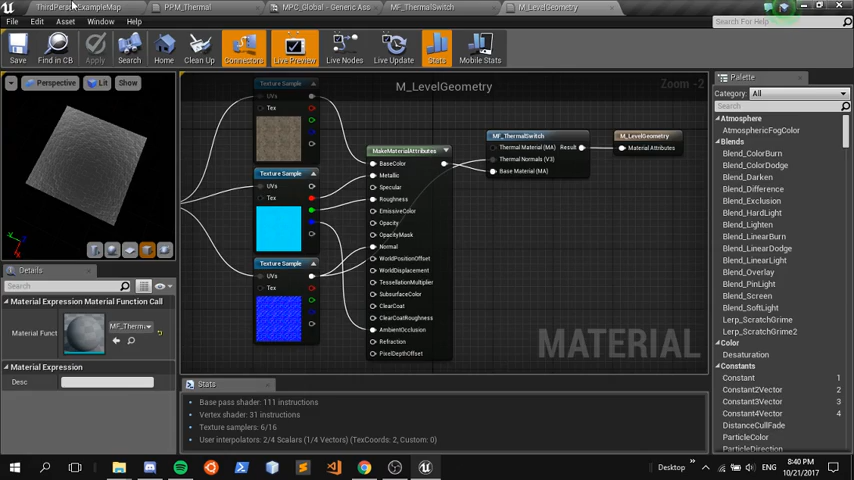 ThirdPersonExampleMap
PPM_Thermal
MPC_Global - Generic Ass
MF_ThermalSwitch
M_LevelGeometry
File
Asset
Window
Help
Search For Help
Save
Find in CB
Apply
Search
Home
Clean Up
Connectors
Live Preview
Live Nodes
Live Update
Stats
Mobile Stats
Perspective
Lit
Show
M_LevelGeometry
Zoom -2
UVs
Tex
Texture Sample
UVs
Tex
Texture Sample
UVs
Tex
MakeMaterialAttributes
BaseColor
Metallic
Specular
Roughness
EmissiveColor
Opacity
OpacityMask
Normal
WorldPositionOffset
WorldDisplacement
TessellationMultiplier
SubsurfaceColor
ClearCoat
ClearCoatRoughness
AmbientOcclusion
Refraction
PixelDepthOffset
MF_ThermalSwitch
Thermal Material (MA)
Result
Thermal Normals (V3)
Base Material (MA)
M_LevelGeometry
Material Attributes
MATERIAL
Details
Search
Material Expression Material Function Call
Material Funct
MF_Therm
Material Expression
Desc
Stats
Base pass shader: 111 instructions
Vertex shader: 31 instructions
Texture samplers: 6/16
User interpolators: 2/4 Scalars (1/4 Vectors) (TexCoords: 2, Custom: 0)
Palette
Category:
All
Search
Atmosphere
AtmosphericFogColor
Blends
Blend_ColorBurn
Blend_ColorDodge
Blend_Darken
Blend_Difference
Blend_Exclusion
Blend_HardLight
Blend_Lighten
Blend_LinearBurn
Blend_LinearDodge
Blend_LinearLight
Blend_Overlay
Blend_PinLight
Blend_Screen
Blend_SoftLight
Lerp_ScratchGrime
Lerp_ScratchGrime2
Color
Desaturation
Constants
Constant 1
Constant2Vector 2
Constant3Vector 3
Constant4Vector 4
DistanceCullFade
ParticleColor
Desktop
ENG
8:40 PM
10/21/2017